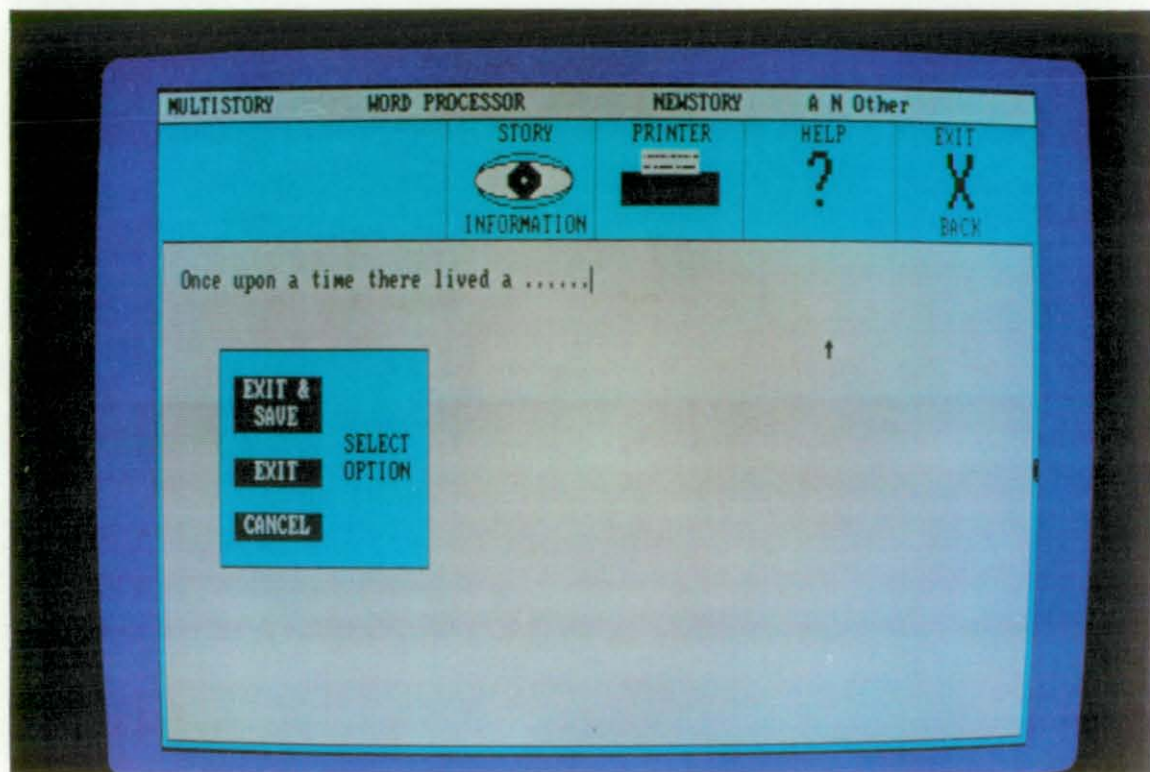 MULTISTORY WORD PROCESSOR NEWSTORY A N Other
STORY
INFORMATION
PRINTER
HELP
?
EXIT
X
BACK
Once upon a time there lived a ......
EXIT &
SAVE
EXIT
CANCEL
SELECT
OPTION